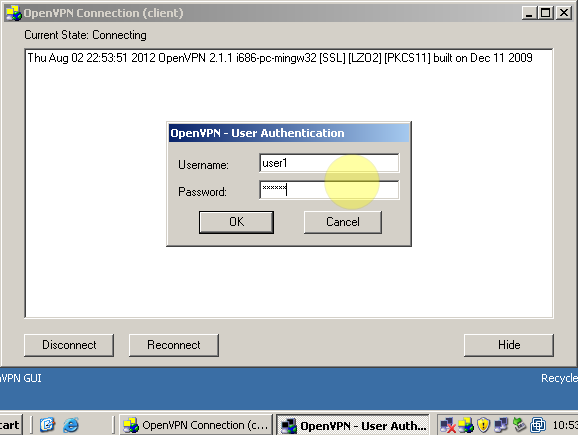 OpenVPN Connection (client)
Current State: Connecting
Thu Aug 02 22:53:51 2012 OpenVPN 2.1.1 i686-pc-mingw32 [SSL] [LZO2] [PKCS11] built on Dec 11 2009
OpenVPN - User Authentication
Username: user1
Password: ******
OK Cancel
Disconnect Reconnect Hide
VPN GUI Recycle
art OpenVPN Connection (c... OpenVPN - User Auth... 10:53